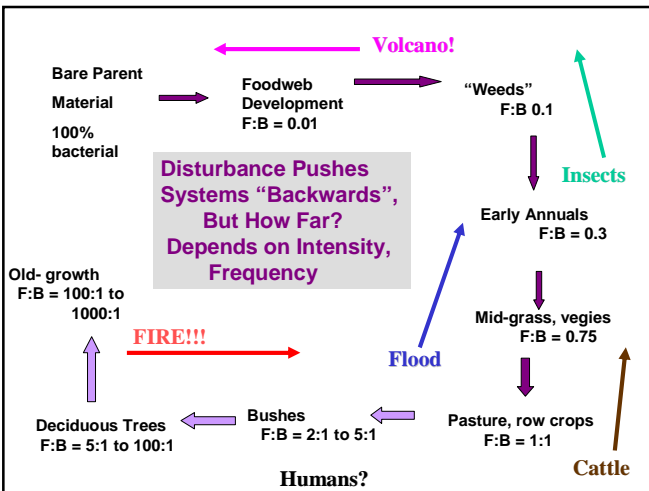 Volcano!
Bare Parent
Material
100%
bacterial
Foodweb
Development
F:B = 0.01
“Weeds”
F:B 0.1
Insects
Disturbance Pushes
Systems “Backwards”,
But How Far?
Depends on Intensity,
Frequency
Early Annuals
F:B = 0.3
Old- growth
F:B = 100:1 to
1000:1
Mid-grass, vegies
F:B = 0.75
FIRE!!!
Flood
Deciduous Trees
F:B = 5:1 to 100:1
Bushes
F:B = 2:1 to 5:1
Pasture, row crops
F:B = 1:1
Cattle
Humans?